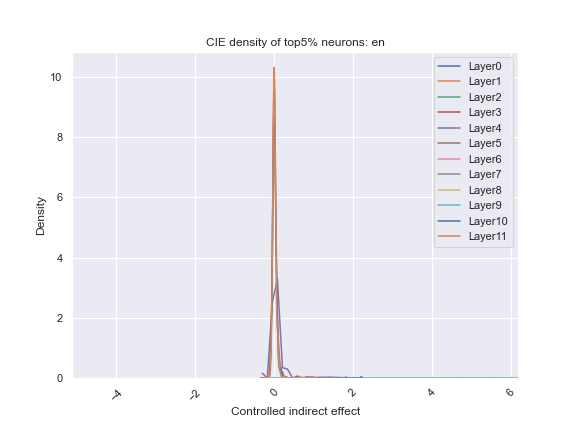 CIE density of top5% neurons: en
Layer0
Layer1
Layer2
Layer3
Layer4
Layer5
Layer6
Layer7
Layer8
Layer9
Layer10
Layer11
10
8
6
4
2
0
Density
-4
-2
0
2
4
6
Controlled indirect effect